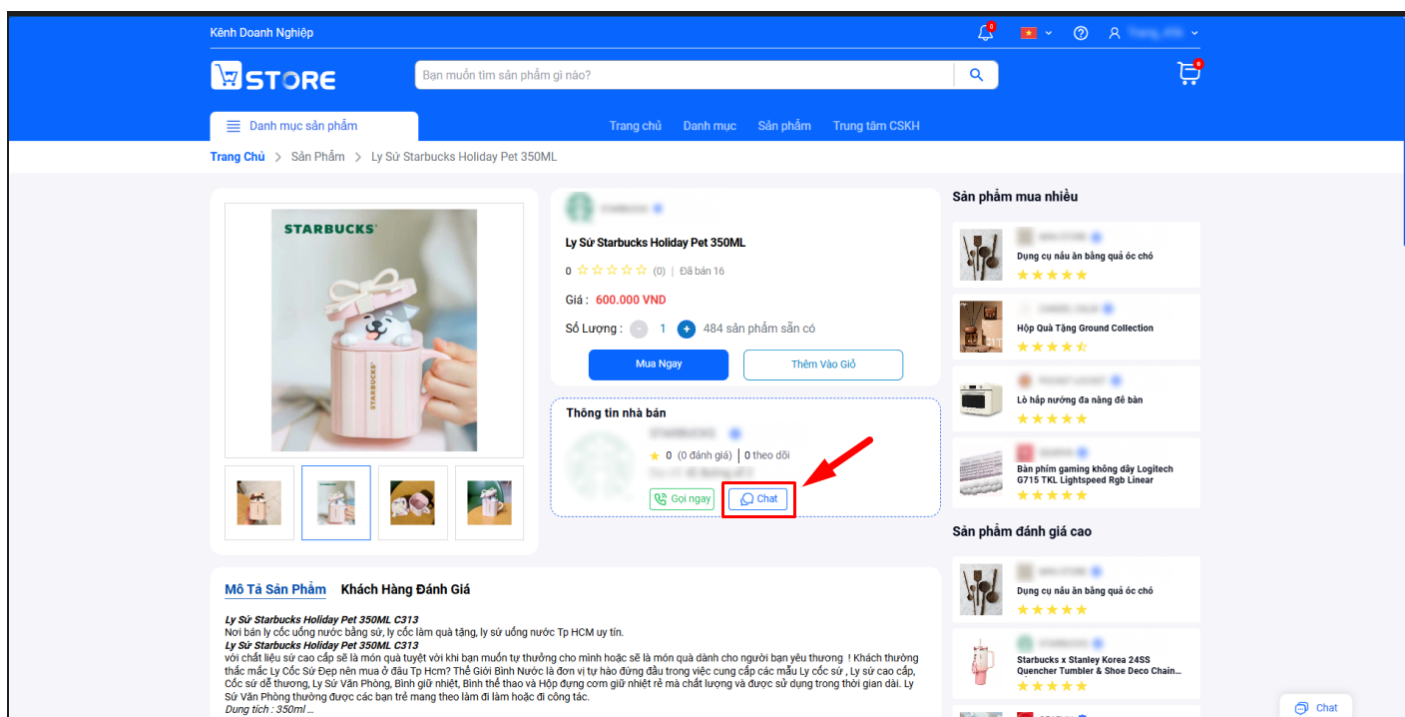 Kênh Doanh Nghiệp
STORE
Bạn muốn tìm sản phẩm gì nào?
0
Danh mục sản phẩm
Trang chủ Danh mục Sản phẩm Trung tâm CSKH
Trang Chủ > Sản Phẩm > Ly Sứ Starbucks Holiday Pet 350ML
STARBUCKS
STARBUCKS
Ly Sứ Starbucks Holiday Pet 350ML
0 (0) | Đã bán 16
Giá : 600.000 VND
Số Lượng : - 1 + 484 sản phẩm sẵn có
Mua Ngay Thêm Vào Giỏ
Thông tin nhà bán
0 (0 đánh giá) | 0 theo dõi
Gọi ngay Chat
Sản phẩm mua nhiều
Dụng cụ nấu ăn bằng quả óc chó
Hộp Quà Tặng Ground Collection
Lò hấp nướng đa nàng để bàn
Bàn phím gaming không dây Logitech
G715 TKL Lightspeed Rgb Linear
Sản phẩm đánh giá cao
Dụng cụ nấu ăn bằng quả óc chó
Starbucks x Stanley Korea 24SS
Quencher Tumbler & Shoe Deco Chain...
Mô Tả Sản Phẩm Khách Hàng Đánh Giá
Ly Sứ Starbucks Holiday Pet 350ML C313
Nơi bán ly cốc uống nước bằng sứ, ly cốc làm quà tặng, ly sứ uống nước Tp HCM uy tín.
Ly Sứ Starbucks Holiday Pet 350ML C313
với chất liệu sứ cao cấp sẽ là món quà tuyệt vời khi bạn muốn tự thưởng cho mình hoặc sẽ là món quà dành cho người bạn yêu thương ! Khách thường
thắc mắc Ly Cốc Sứ Đẹp nên mua ở đâu Tp Hcm? Thế Giới Bình Nước là đơn vị tự hào đứng đầu trong việc cung cấp các mẫu Ly cốc sứ , Ly sứ cao cấp,
Cốc sứ dễ thương, Ly Sứ Văn Phòng, Bình giữ nhiệt, Bình thể thao và Hộp đựng cơm giữ nhiệt rẻ mà chất lượng và được sử dụng trong thời gian dài. Ly
Sứ Văn Phòng thường được các bạn trẻ mang theo làm đi làm hoặc đi công tác.
Dung tích : 350ml ...
Chat